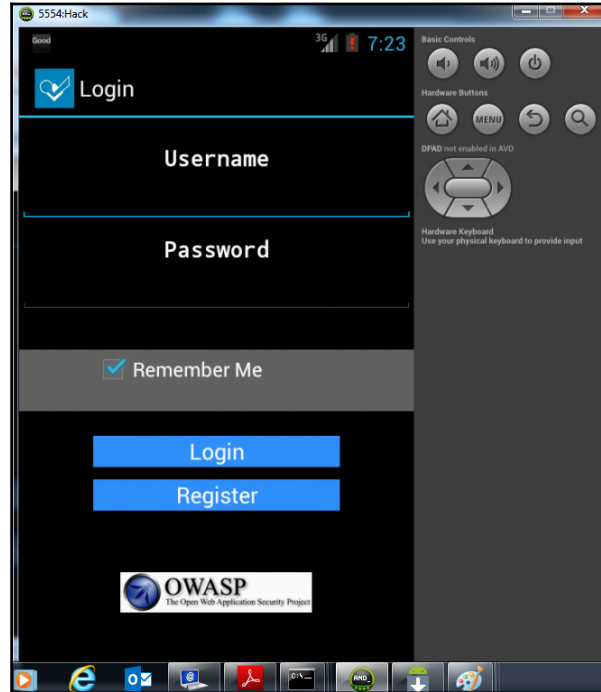 5554:Hack
Good
3G
7:23
Login
Username
Password
Remember Me
Login
Register
OWASP
The Open Web Application Security Project
Basic Controls
Hardware Buttons
MENU
DPAD not enabled in AVD
Hardware Keyboard
Use your physical keyboard to provide input
C:\_